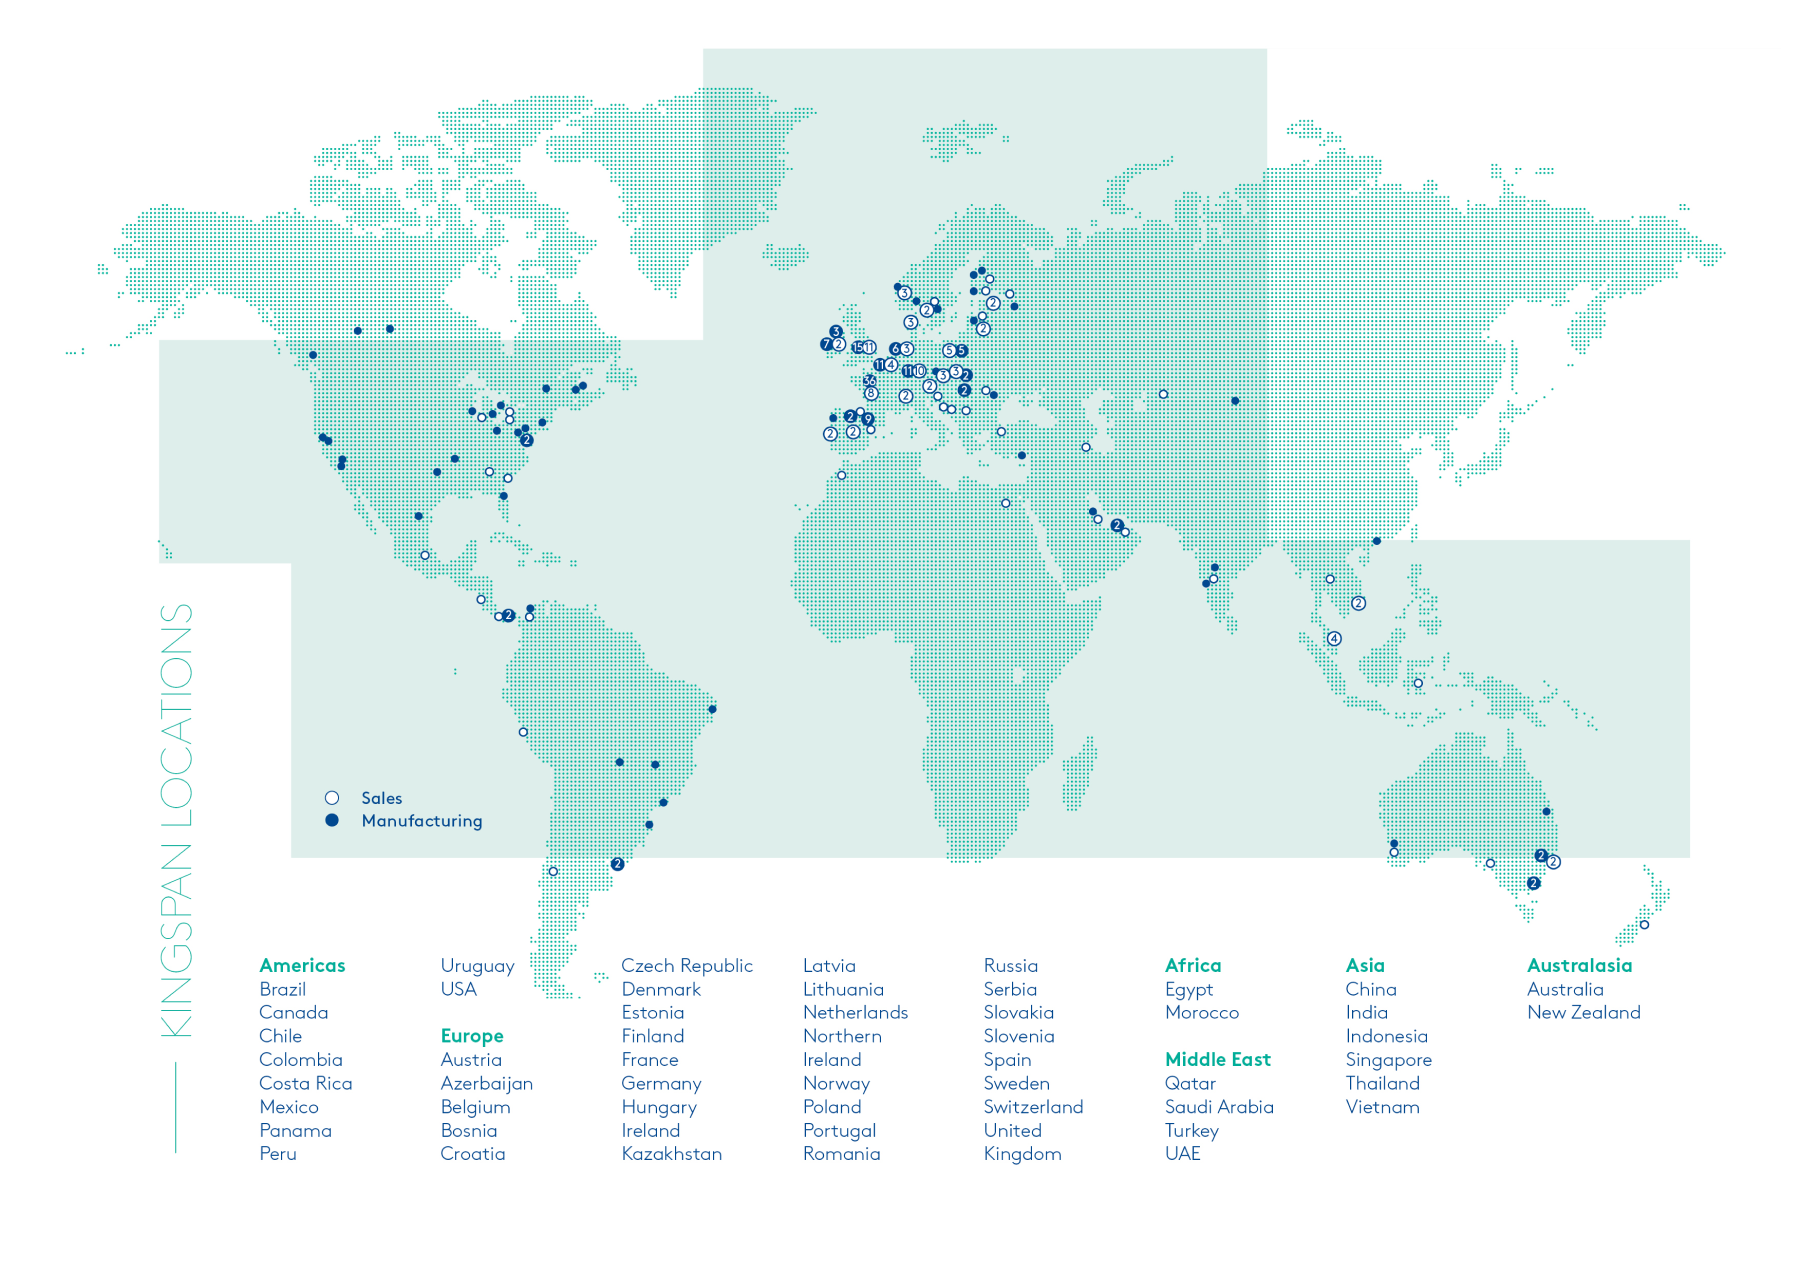 KINGSPAN LOCATIONS
3
2
3
3
2
2
7 2
15 11
6 3
5 5
11 4
11 10
3 3 2
36
8
2
2
2
2 9
2 2
2
2
2
2
4
2
2 2
2
Sales
Manufacturing
Americas
Brazil
Canada
Chile
Colombia
Costa Rica
Mexico
Panama
Peru
Uruguay
USA
Europe
Austria
Azerbaijan
Belgium
Bosnia
Croatia
Czech Republic
Denmark
Estonia
Finland
France
Germany
Hungary
Ireland
Kazakhstan
Latvia
Lithuania
Netherlands
Northern
Ireland
Norway
Poland
Portugal
Romania
Russia
Serbia
Slovakia
Slovenia
Spain
Sweden
Switzerland
United
Kingdom
Africa
Egypt
Morocco
Middle East
Qatar
Saudi Arabia
Turkey
UAE
Asia
China
India
Indonesia
Singapore
Thailand
Vietnam
Australasia
Australia
New Zealand